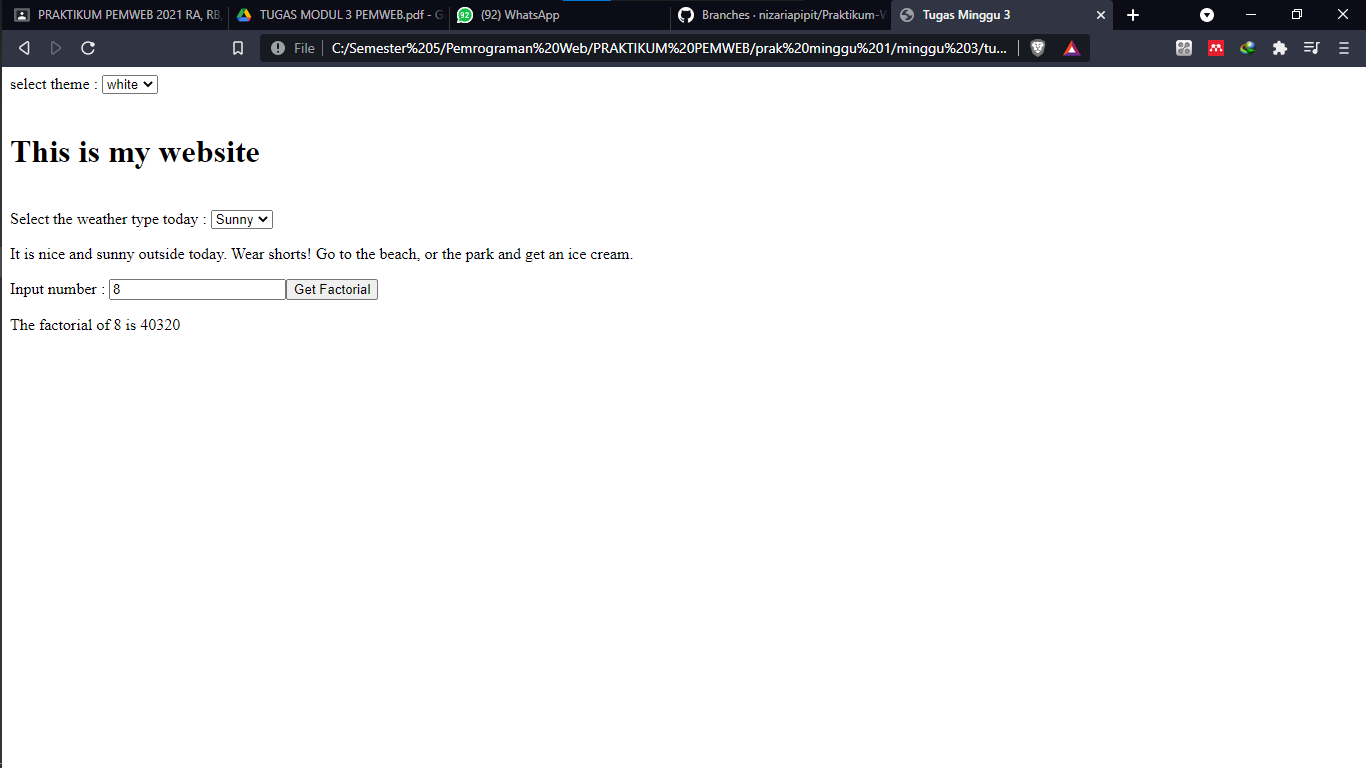 PRAKTIKUM PEMWEB 2021 RA, RB,
TUGAS MODUL 3 PEMWEB.pdf - G
92
(92) WhatsApp
Branches · nizariapipit/Praktikum-W
Tugas Minggu 3
File
C:/Semester%205/Pemrograman%20Web/PRAKTIKUM%20PEMWEB/prak%20minggu%201/minggu%203/tu...
select theme : white
This is my website
Select the weather type today : Sunny
It is nice and sunny outside today. Wear shorts! Go to the beach, or the park and get an ice cream.
Input number : 8 Get Factorial
The factorial of 8 is 40320